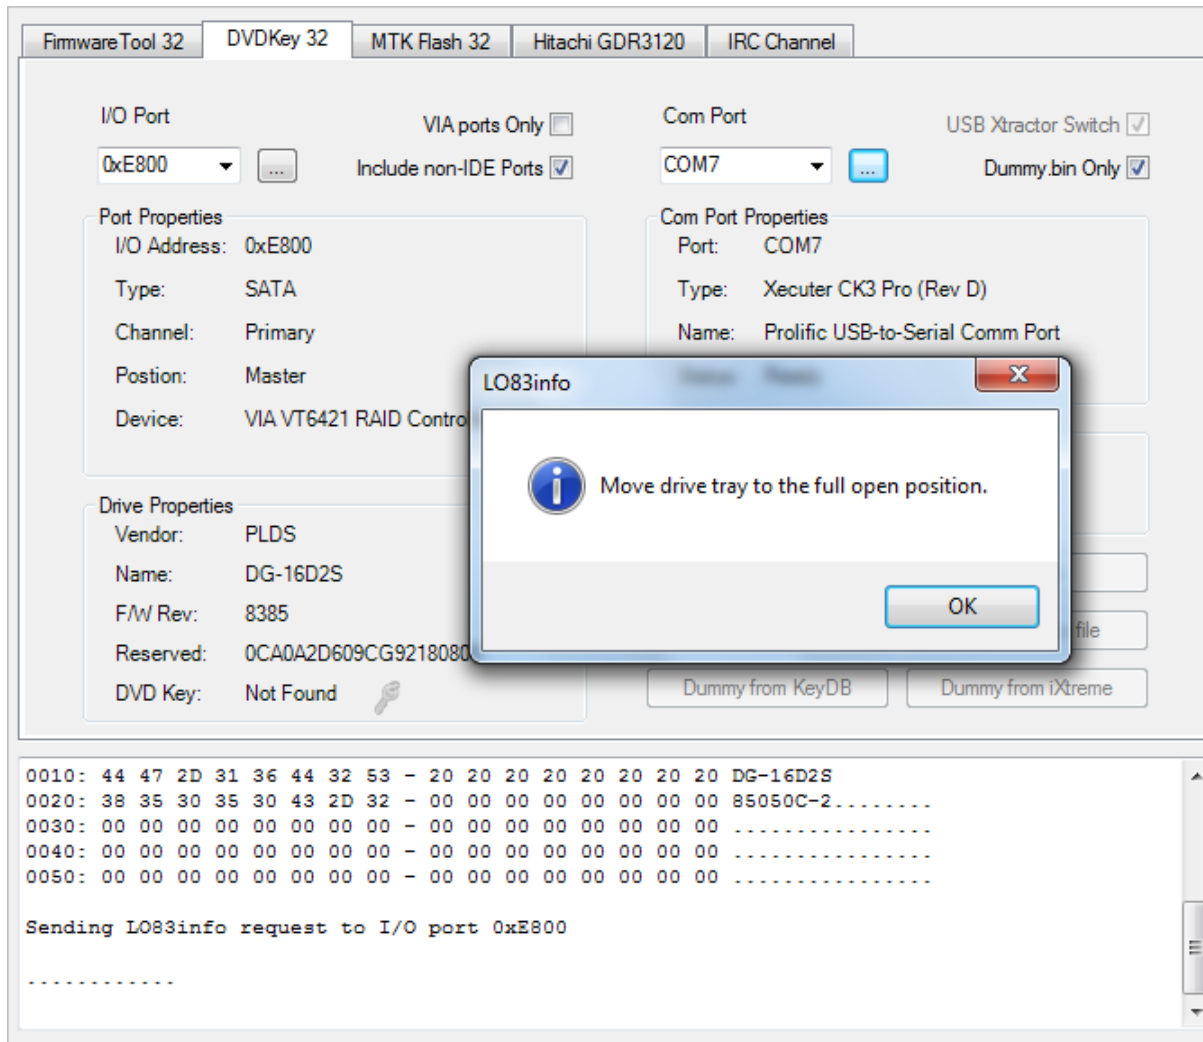 FirmwareTool 32 DVDKey 32 MTK Flash 32 Hitachi GDR3120 IRC Channel
I/O Port VIA ports Only Com Port USB Xtractor Switch
0xE800 ... Include non-IDE Ports COM7 ... Dummy.bin Only
Port Properties
I/O Address: 0xE800
Type: SATA
Channel: Primary
Postion: Master
Device: VIA VT6421 RAID Contro
Com Port Properties
Port: COM7
Type: Xecuter CK3 Pro (Rev D)
Name: Prolific USB-to-Serial Comm Port
LO83info
Move drive tray to the full open position.
OK
Drive Properties
Vendor: PLDS
Name: DG-16D2S
F/W Rev: 8385
Reserved: 0CA0A2D609CG9218080
DVD Key: Not Found
file
Dummy from KeyDB Dummy from iXtreme
0010: 44 47 2D 31 36 44 32 53 - 20 20 20 20 20 20 20 20 DG-16D2S
0020: 38 35 30 35 30 43 2D 32 - 00 00 00 00 00 00 00 00 85050C-2........
0030: 00 00 00 00 00 00 00 00 - 00 00 00 00 00 00 00 00 ................
0040: 00 00 00 00 00 00 00 00 - 00 00 00 00 00 00 00 00 ................
0050: 00 00 00 00 00 00 00 00 - 00 00 00 00 00 00 00 00 ................
Sending LO83info request to I/O port 0xE800
............